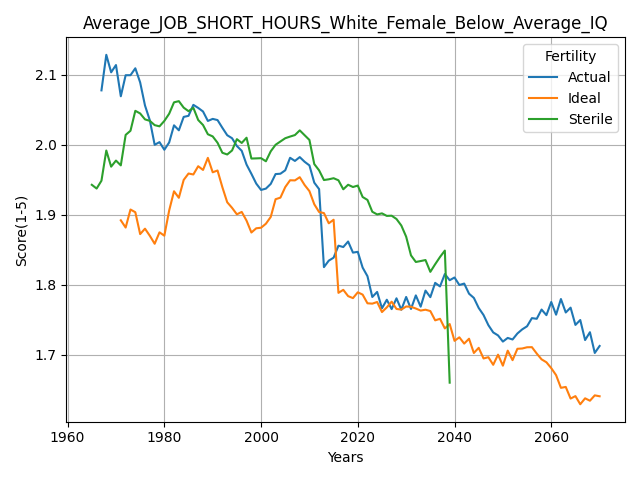 Average_JOB_SHORT_HOURS_White_Female_Below_Average_IQ
Fertility
Actual
Ideal
Sterile
Score(1-5)
2.1
2.0
1.9
1.8
1.7
1960
1980
2000
2020
2040
2060
Years